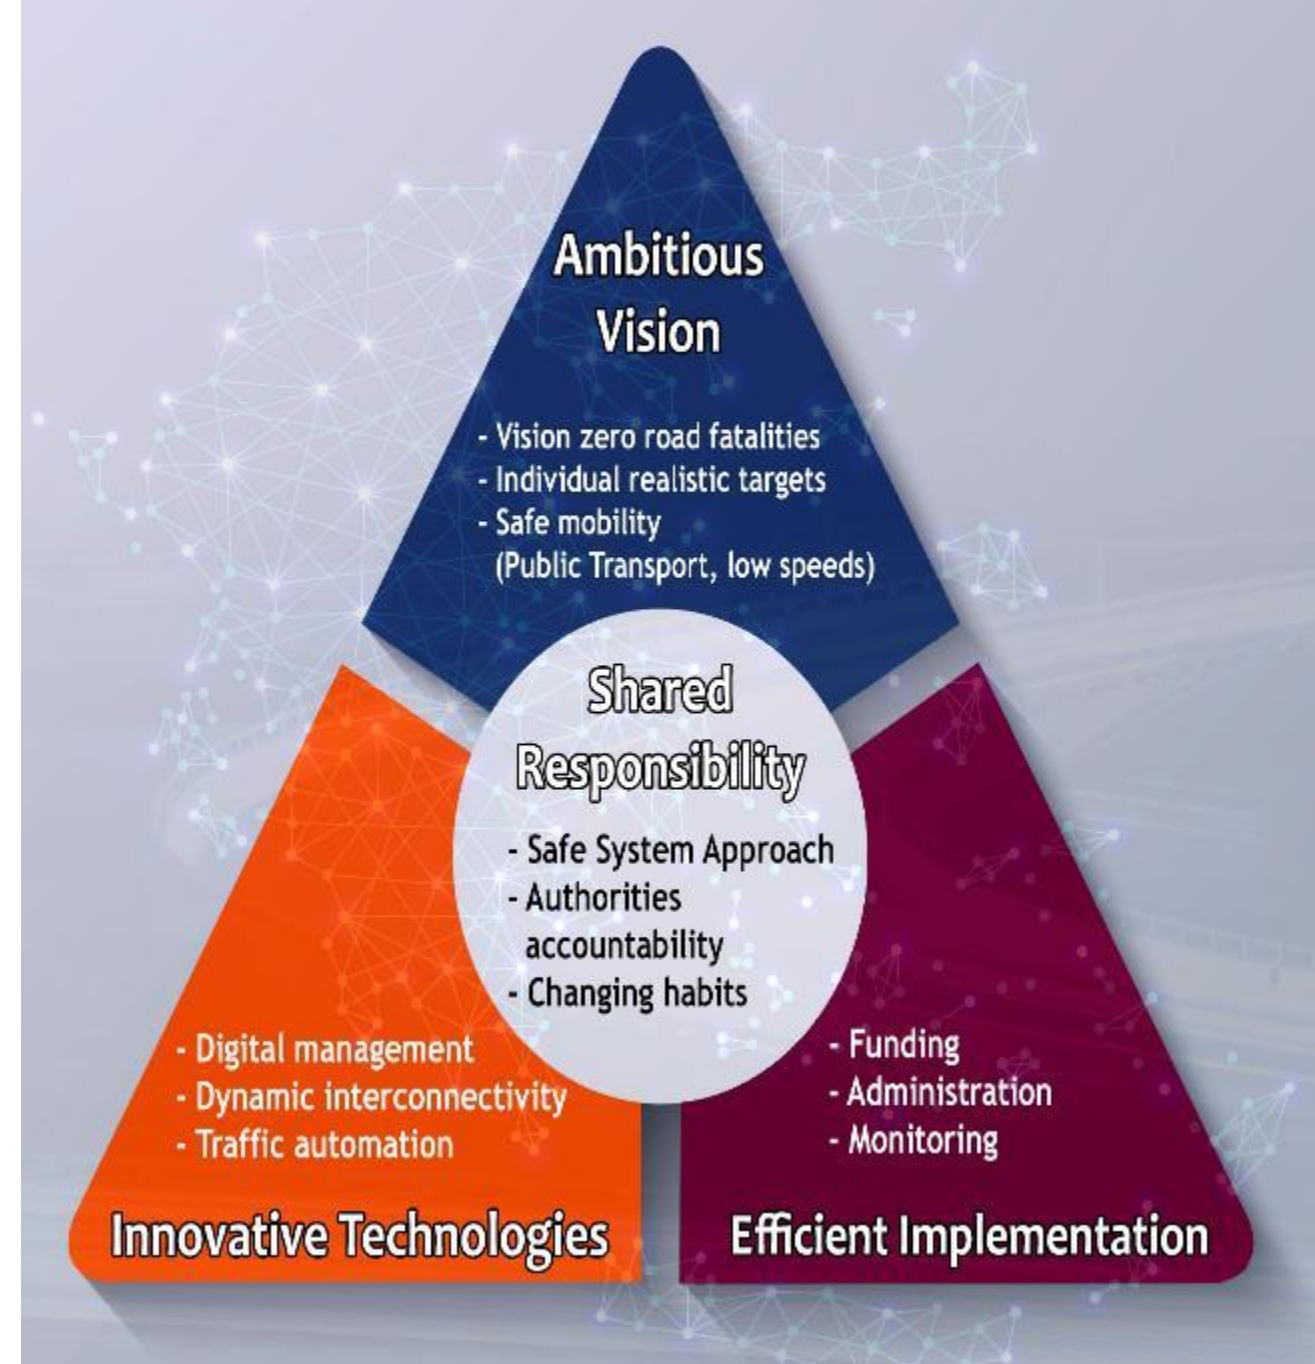 Ambitious
Vision
- Vision zero road fatalities
- Individual realistic targets
- Safe mobility
(Public Transport, low speeds)
Shared
Responsibility
- Safe System Approach
- Authorities
accountability
- Changing habits
- Digital management
- Dynamic interconnectivity
- Traffic automation
Innovative Technologies
- Funding
- Administration
- Monitoring
Efficient Implementation